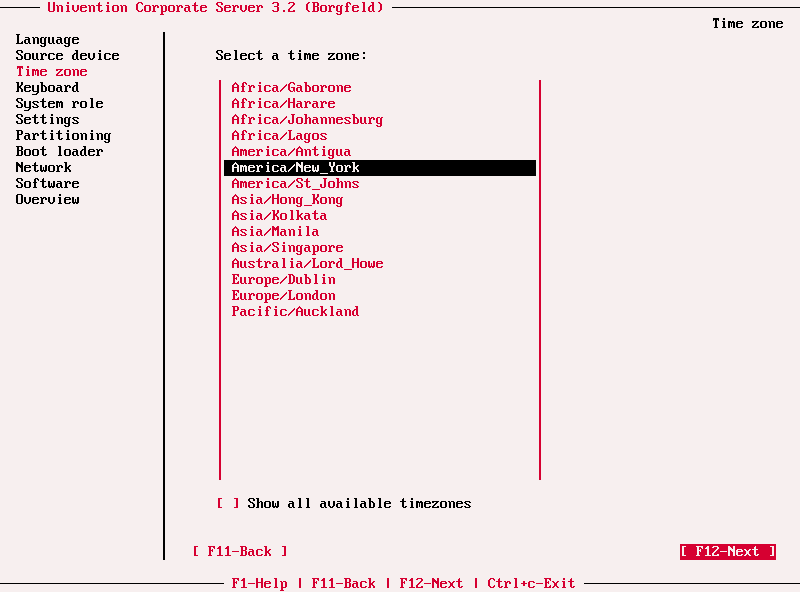 Univention Corporate Server 3.2 (Borgfeld)
Time zone
Language
Source device
Time zone
Keyboard
System role
Settings
Partitioning
Boot loader
Network
Software
Overview
Select a time zone:
Africa/Gaborone
Africa/Harare
Africa/Johannesburg
Africa/Lagos
America/Antigua
America/New_York
America/St_Johns
Asia/Hong_Kong
Asia/Kolkata
Asia/Manila
Asia/Singapore
Australia/Lord_Howe
Europe/Dublin
Europe/London
Pacific/Auckland
[ ] Show all available timezones
[ F11-Back ]
[ F12-Next ]
F1-Help | F11-Back | F12-Next | Ctrl+c-Exit